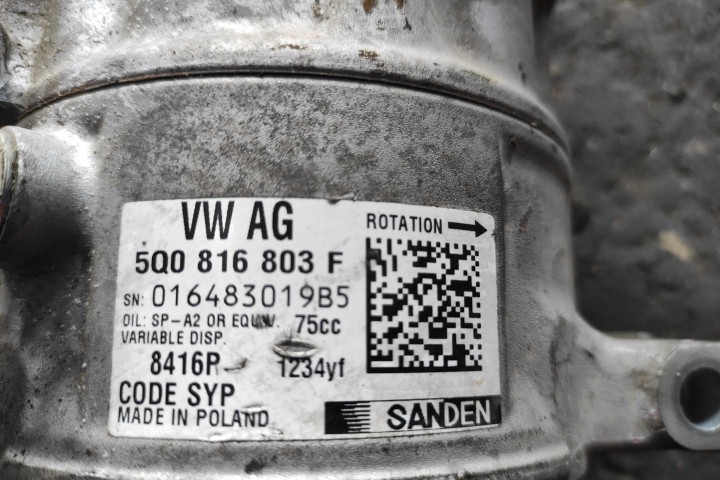 VW AG
ROTATION
5Q0 816 803 F
SN: 016483019B5
OIL: SP-A2 OR EQUIV. 75cc
VARIABLE DISP.
8416P 1234yf
CODE SYP
MADE IN POLAND
SANDEN